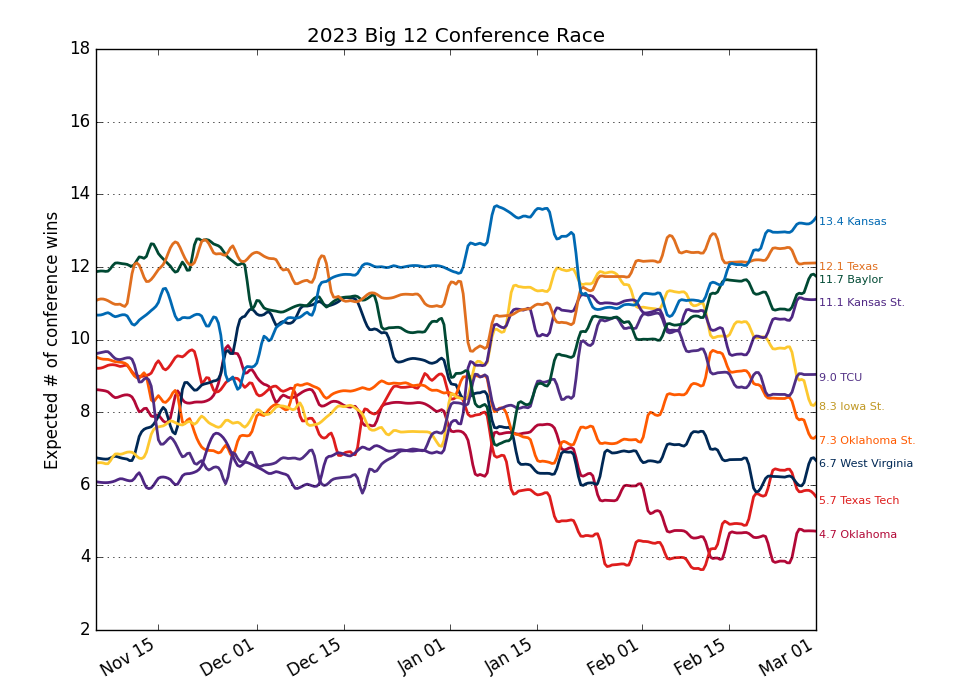 2023 Big 12 Conference Race
Expected # of conference wins
18
16
14
12
10
8
6
4
2
13.4 Kansas
12.1 Texas
11.7 Baylor
11.1 Kansas St.
9.0 TCU
8.3 Iowa St.
7.3 Oklahoma St.
6.7 West Virginia
5.7 Texas Tech
4.7 Oklahoma
Nov 15
Dec 01
Dec 15
Jan 01
Jan 15
Feb 01
Feb 15
Mar 01